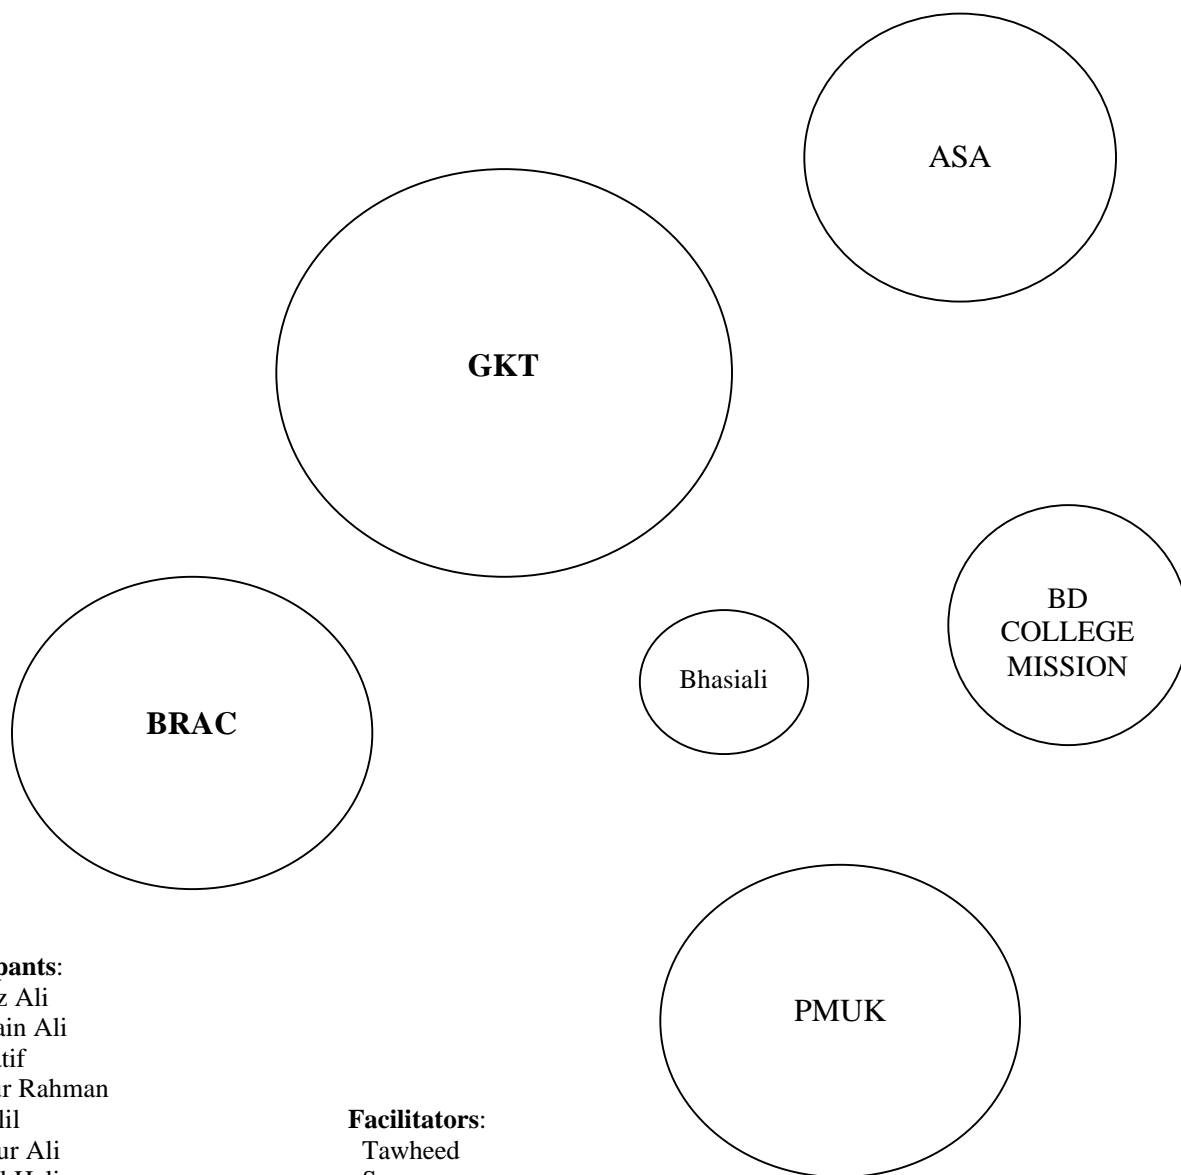 ASA
GKT
BD
COLLEGE
MISSION
Bhasiali
BRAC
PMUK
pants:
z Ali
ain Ali
tif
ur Rahman
lil
ur Ali
Facilitators:
Tawheed